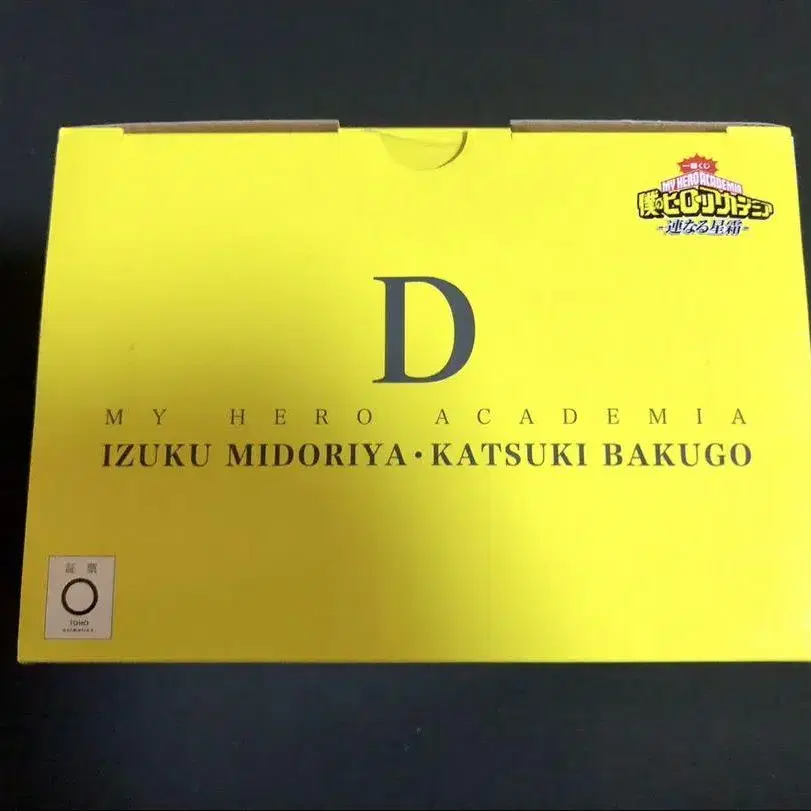 一番くじ
MY HERO ACADEMIA
僕のヒーローアカデミア
-連なる星霜-
D
MY HERO ACADEMIA
IZUKU MIDORIYA・KATSUKI BAKUGO
証 票
TOHO
animation